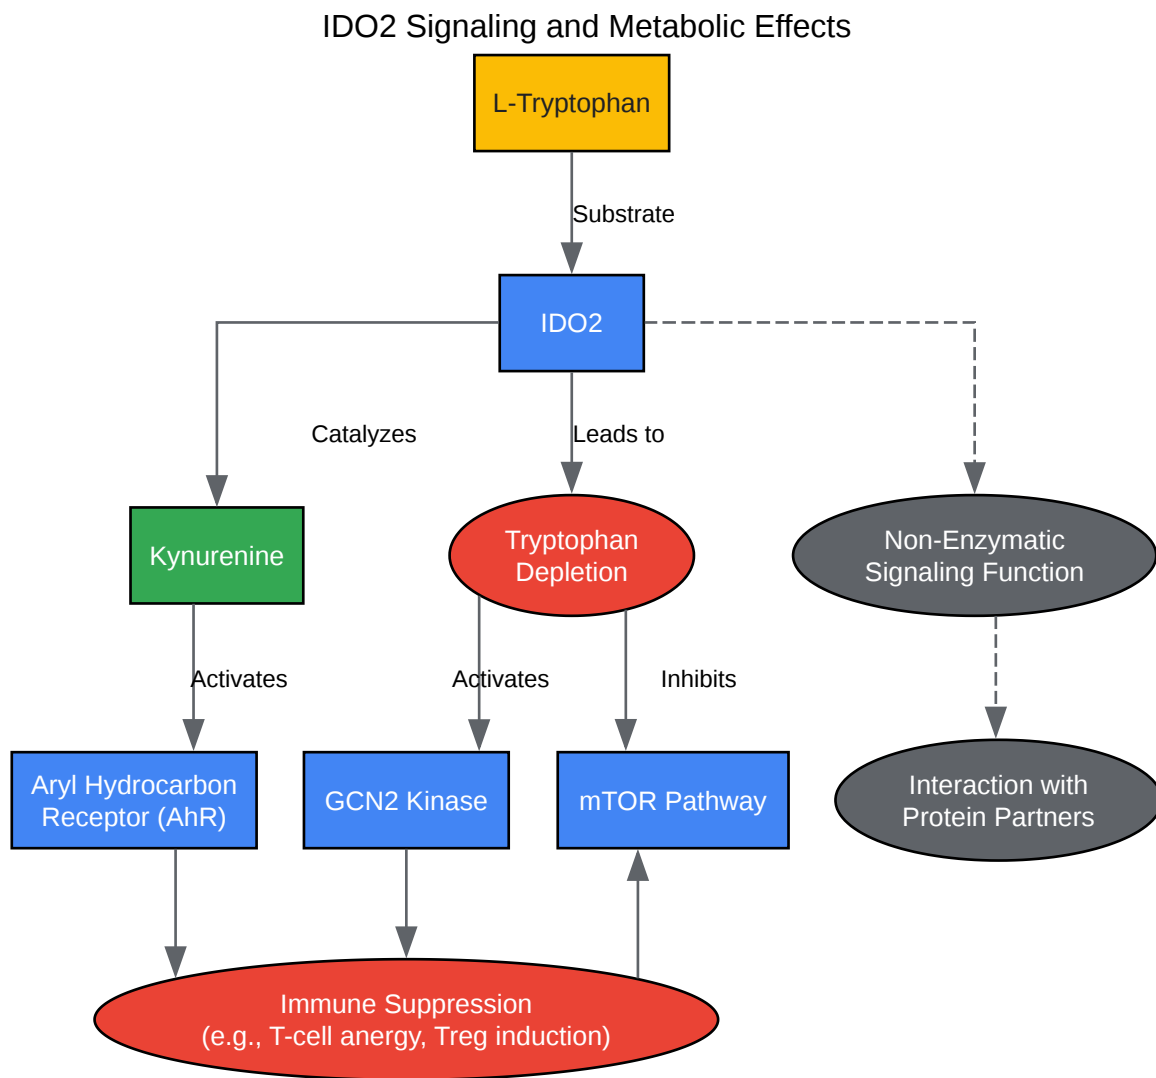 IDO2 Signaling and Metabolic Effects
L-Tryptophan
Substrate
IDO2
Catalyzes
Leads to
Kynurenine
Tryptophan
Depletion
Non-Enzymatic
Signaling Function
Activates
Activates
Inhibits
Aryl Hydrocarbon
Receptor (AhR)
GCN2 Kinase
mTOR Pathway
Interaction with
Protein Partners
Immune Suppression
(e.g., T-cell anergy, Treg induction)